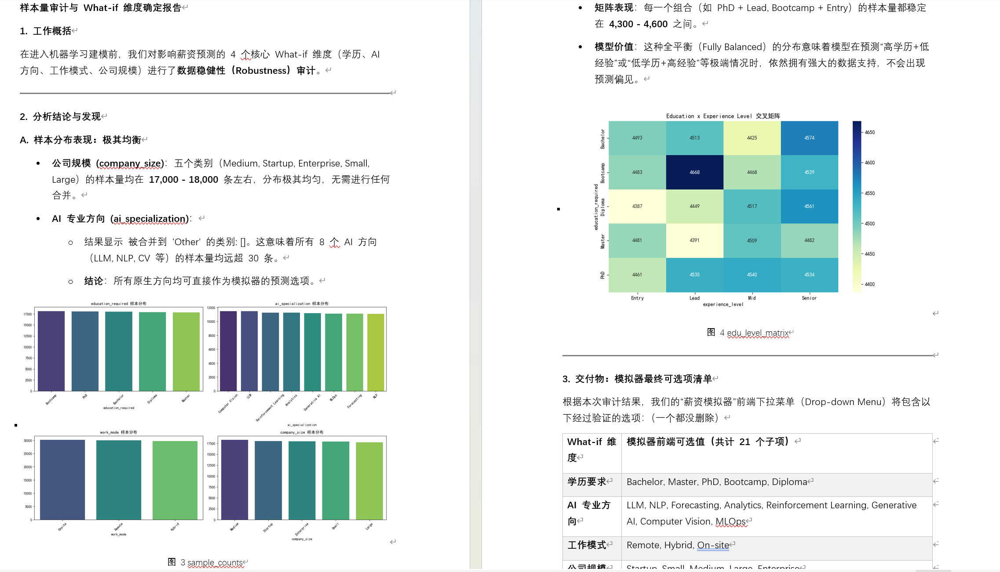 样本量审计与 What-if 维度确定报告
1. 工作概括
在进入机器学习建模前，我们对影响薪资预测的 4 个核心 What-if 维度（学历、AI
方向、工作模式、公司规模）进行了数据稳健性（Robustness）审计。
2. 分析结论与发现
A. 样本分布表现：极其均衡
公司规模 (company_size)：五个类别（Medium, Startup, Enterprise, Small,
Large）的样本量均在 17,000 - 18,000 条左右，分布极其均匀，无需进行任何
合并。
AI 专业方向 (ai_specialization)：
结果显示 被合并到 'Other' 的类别: []。这意味着所有 8 个 AI 方向
（LLM, NLP, CV 等）的样本量均远超 30 条。
结论：所有原生方向均可直接作为模拟器的预测选项。
education_required 样本分布
17500
15000
12500
10000
7500
5000
2500
0
Bootcamp
PhD
Bachelor
Diploma
Master
education_required
ai_specialization 样本分布
12000
10000
8000
6000
4000
2000
0
Computer Vision
LLM
Reinforcement Learning
Analytics
Generative AI
MLOps
Forecasting
NLP
ai_specialization
work_mode 样本分布
30000
25000
20000
15000
10000
5000
0
Onsite
Remote
Hybrid
work_mode
company_size 样本分布
17500
15000
12500
10000
7500
5000
2500
0
Medium
Startup
Enterprise
Small
Large
company_size
图 3 sample_counts
矩阵表现：每一个组合（如 PhD + Lead, Bootcamp + Entry）的样本量都稳定
在 4,300 - 4,600 之间。
模型价值：这种全平衡（Fully Balanced）的分布意味着模型在预测“高学历+低
经验”或“低学历+高经验”等极端情况时，依然拥有强大的数据支持，不会出现
预测偏见。
Education x Experience Level 交叉矩阵
education_required
Bachelor 4493 4513 4425 4574
Bootcamp 4483 4668 4468 4529
Diploma 4387 4449 4517 4561
Master 4481 4391 4509 4482
PhD 4461 4535 4540 4534
Entry Lead Mid Senior
experience_level
4650
4600
4550
4500
4450
4400
图 4 edu_level_matrix
3. 交付物：模拟器最终可选项清单
根据本次审计结果，我们的“薪资模拟器”前端下拉菜单（Drop-down Menu）将包含以
下经过验证的选项：（一个都没删除）
What-if 维
度
模拟器前端可选值（共计 21 个子项）
学历要求
Bachelor, Master, PhD, Bootcamp, Diploma
AI 专业方
向
LLM, NLP, Forecasting, Analytics, Reinforcement Learning, Generative
AI, Computer Vision, MLOps
工作模式
Remote, Hybrid, On-site
公司规模
Startup, Small, Medium, Large, Enterprise